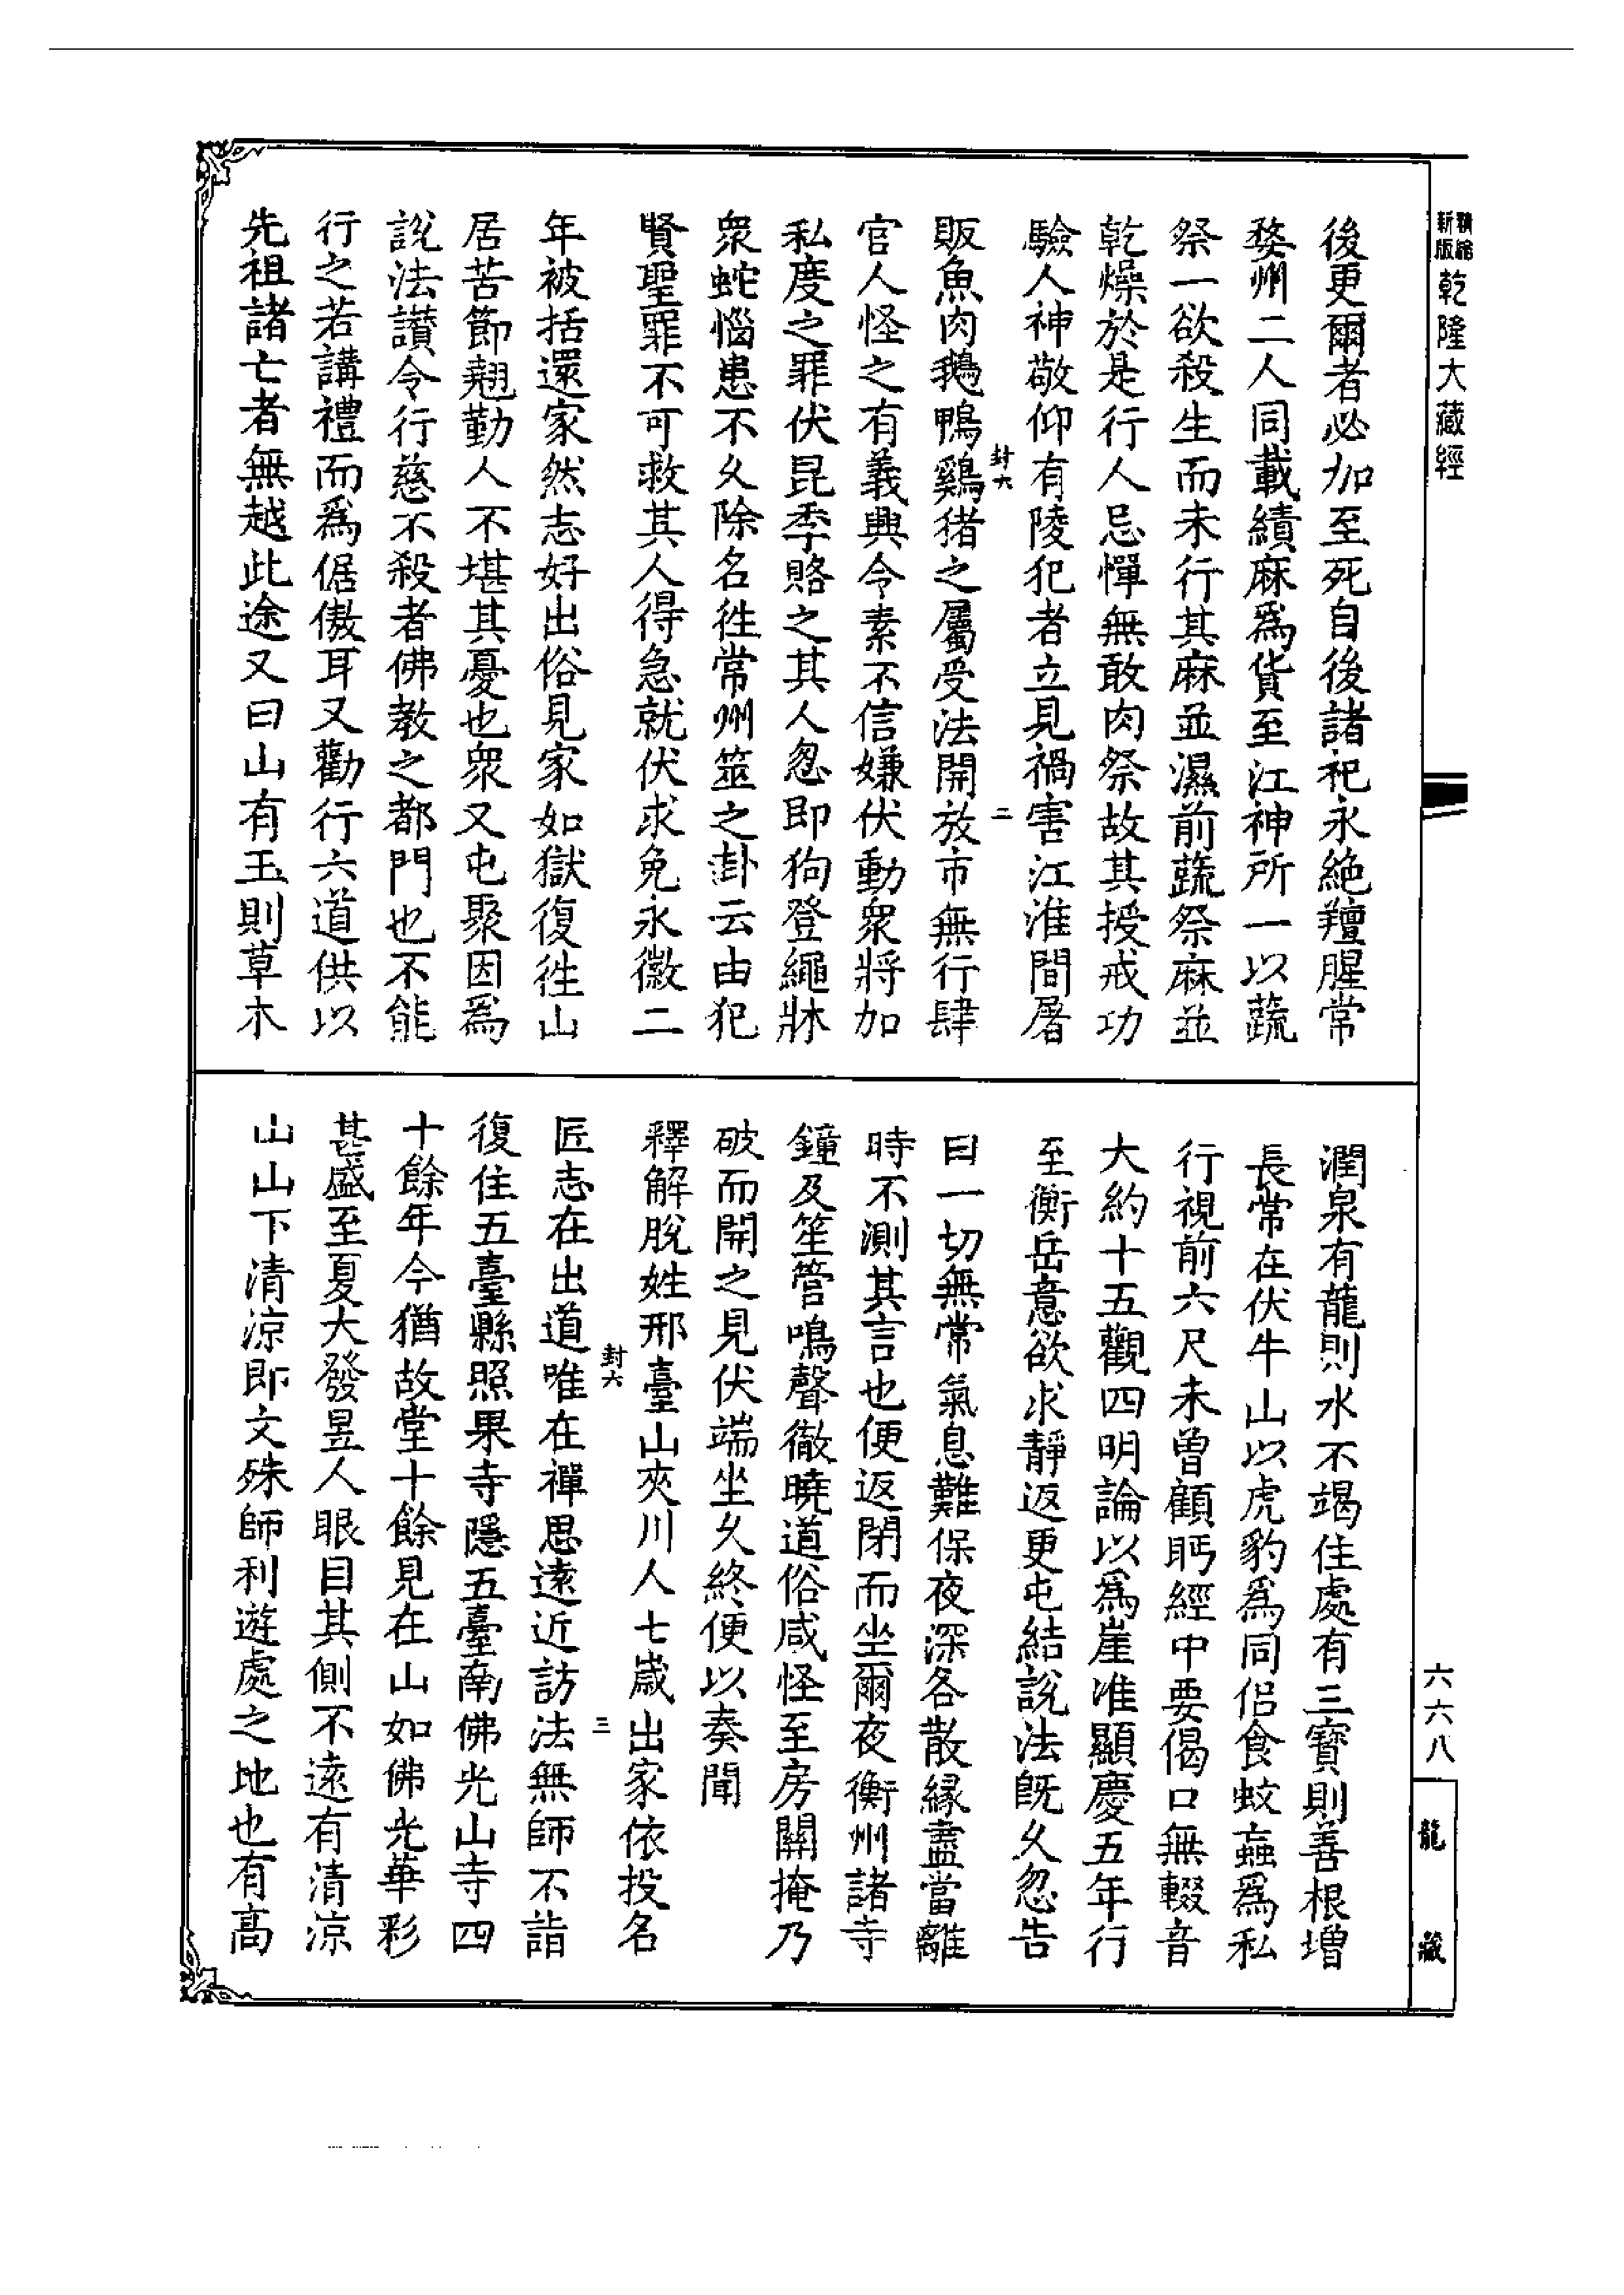 精縮新版乾隆大藏經
後更爾者必加至死自後諸祀永絶羶腥常
婺州二人同載績麻爲貨至江神所一以蔬
祭一欲殺生而未行其麻並濕前蔬祭麻並
乾燥於是行人忌憚無敢肉祭故其授戒功
驗人神敬仰有陵犯者立見禍害江淮間屠
封六 二
販魚肉鵝鴨鷄猪之屬受法開放市無行肆
官人怪之有義興令素不信嫌伏動衆將加
私度之罪伏昆季賂之其人忽即狗登繩牀
衆蛇惱患不乆除名徃常州筮之卦云由犯
賢聖罪不可救其人得急就伏求免永徽二
年被括還家然志好出俗見家如獄復徃山
居苦節翹勤人不堪其憂也衆又屯聚因爲
說法讚令行慈不殺者佛教之都門也不能
行之若講禮而爲倨傲耳又勸行六道供以
先祖諸亡者無越此途又曰山有玉則草木
潤泉有龍則水不竭住處有三寶則善根増
長常在伏牛山以虎豹爲同侶食蚊蝱爲私
行視前六尺未曾顧眄經中要偈口無輟音
大約十五觀四明論以爲崖准顯慶五年行
至衡岳意欲求靜返更屯結說法旣乆忽告
曰一切無常氣息難保夜深各散縁盡當離
時不測其言也便返閉而坐爾夜衡州諸寺
鐘及笙管鳴聲徹曉道俗咸怪至房關掩乃
破而開之見伏端坐乆終便以奏聞
釋解脫姓邢臺山夾川人七歲出家依投名
封六 三
匠志在出道唯在禪思遠近訪法無師不詣
復住五臺縣照果寺隱五臺南佛光山寺四
十餘年今猶故堂十餘見在山如佛光華彩
甚盛至夏大發昱人眼目其側不遠有清涼
山山下清涼即文殊師利遊處之地也有高
六六八
龍藏